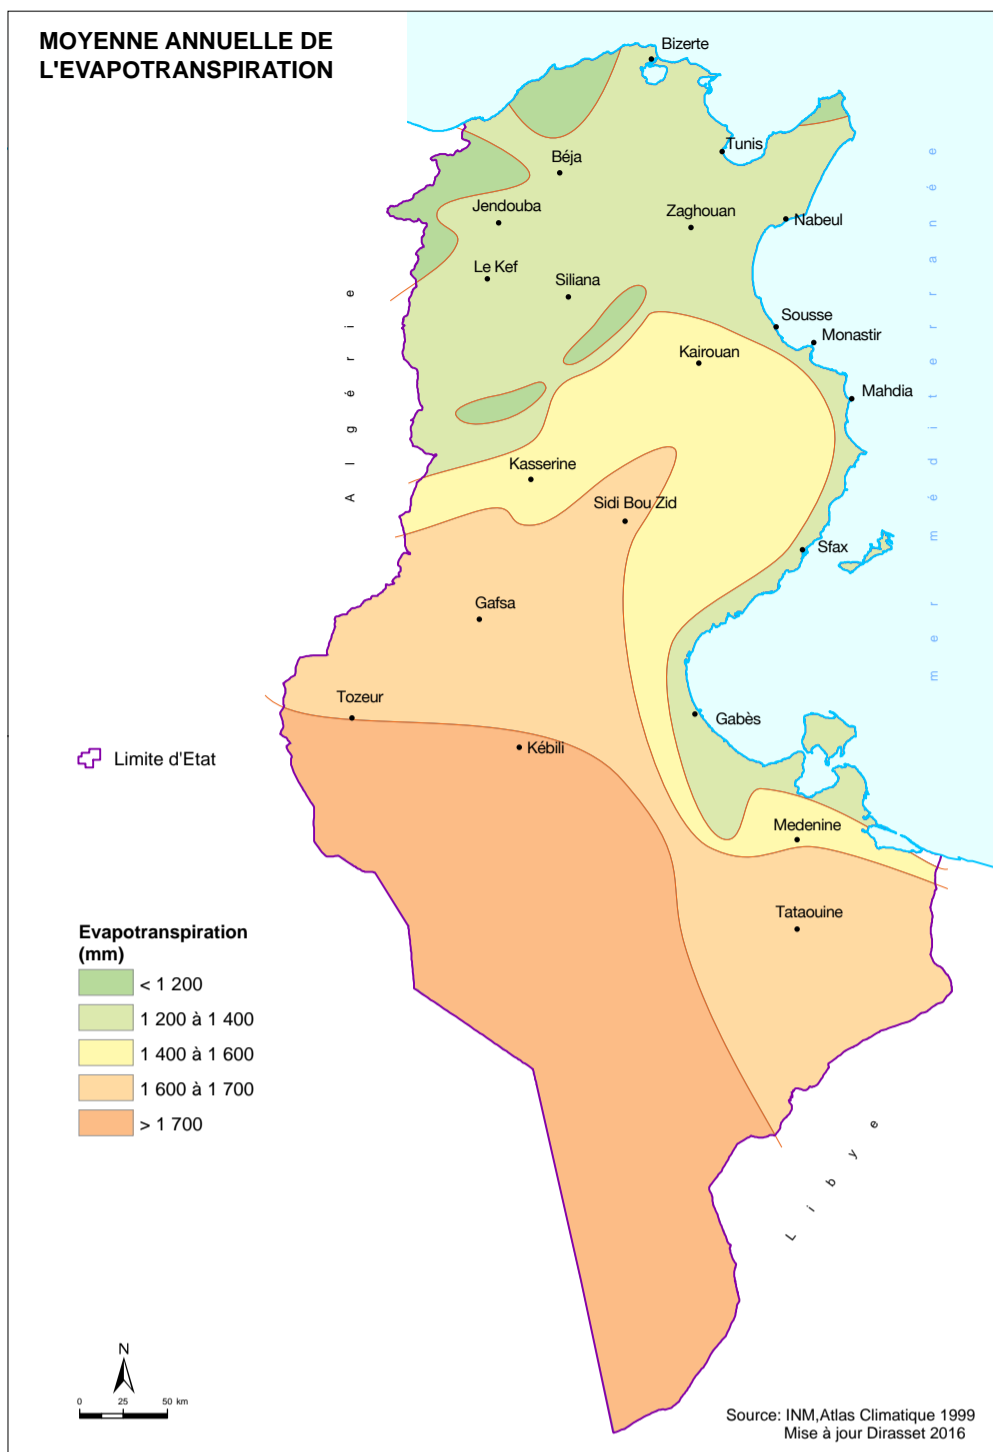 MOYENNE ANNUELLE DE
L'EVAPOTRANSPIRATION
Bizerte
Tunis
Béja
Jendouba
Zaghouan
Nabeul
Le Kef
Siliana
Sousse
Monastir
Kairouan
Mahdia
Kasserine
Sidi Bou Zid
Sfax
Gafsa
Tozeur
Gabès
Kébili
Medenine
Tataouine
Algérie
mer méditerranée
Libye
Limite d'Etat
Evapotranspiration
(mm)
< 1 200
1 200 à 1 400
1 400 à 1 600
1 600 à 1 700
> 1 700
N
0 25 50 km
Source: INM,Atlas Climatique 1999
Mise à jour Dirasset 2016